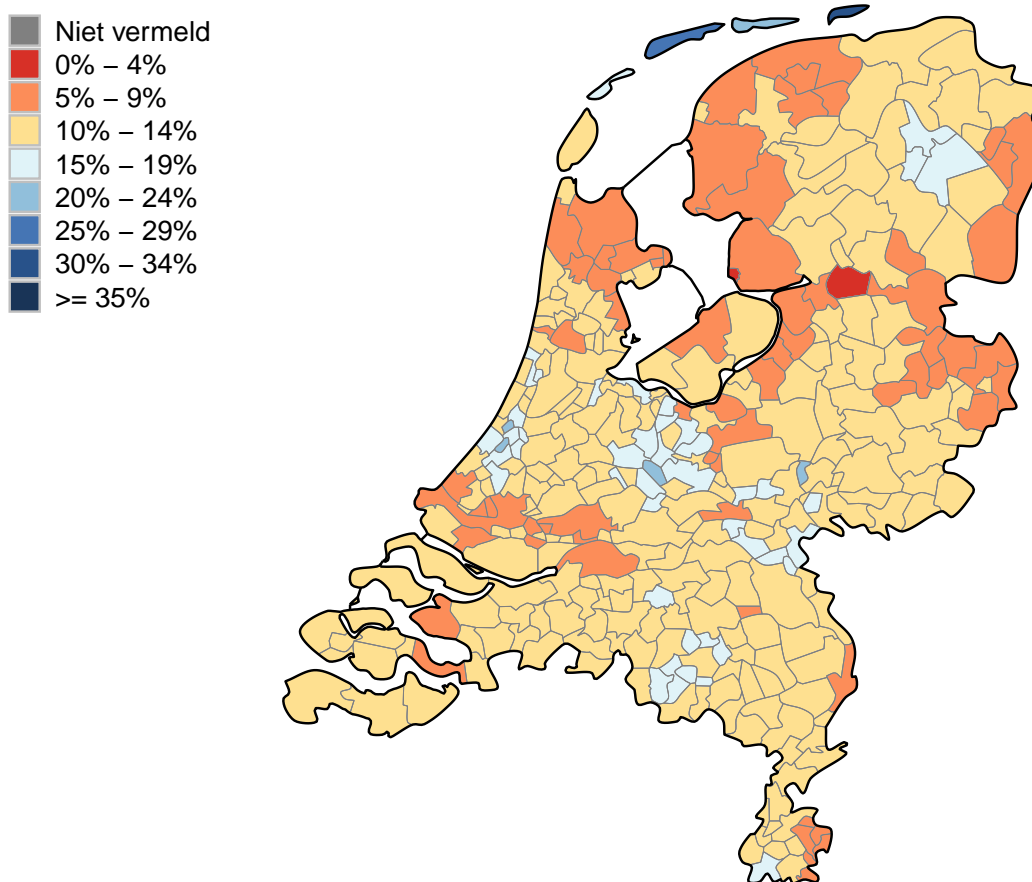 Niet vermeld
0% – 4%
5% – 9%
10% – 14%
15% – 19%
20% – 24%
25% – 29%
30% – 34%
>= 35%